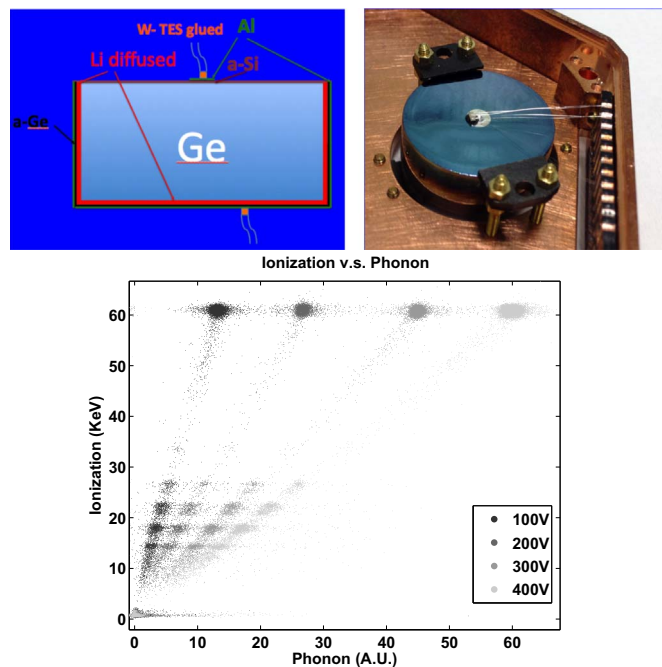 W- TES glued
Al
Li diffused
a-Si
a-Ge
Ge
Ionization v.s. Phonon
Ionization (KeV)
60
50
40
30
20
10
0
100V
200V
300V
400V
0 10 20 30 40 50 60
Phonon (A.U.)